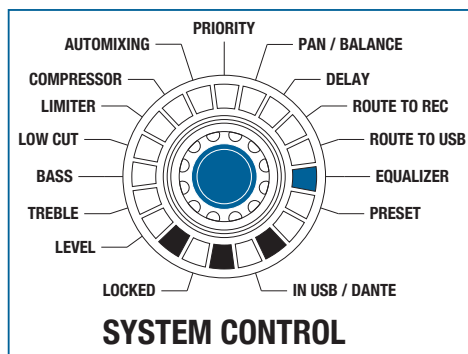 PRIORITY
AUTOMIXING
PAN / BALANCE
COMPRESSOR
DELAY
LIMITER
ROUTE TO REC
LOW CUT
ROUTE TO USB
BASS
EQUALIZER
TREBLE
PRESET
LEVEL
LOCKED
IN USB / DANTE
SYSTEM CONTROL